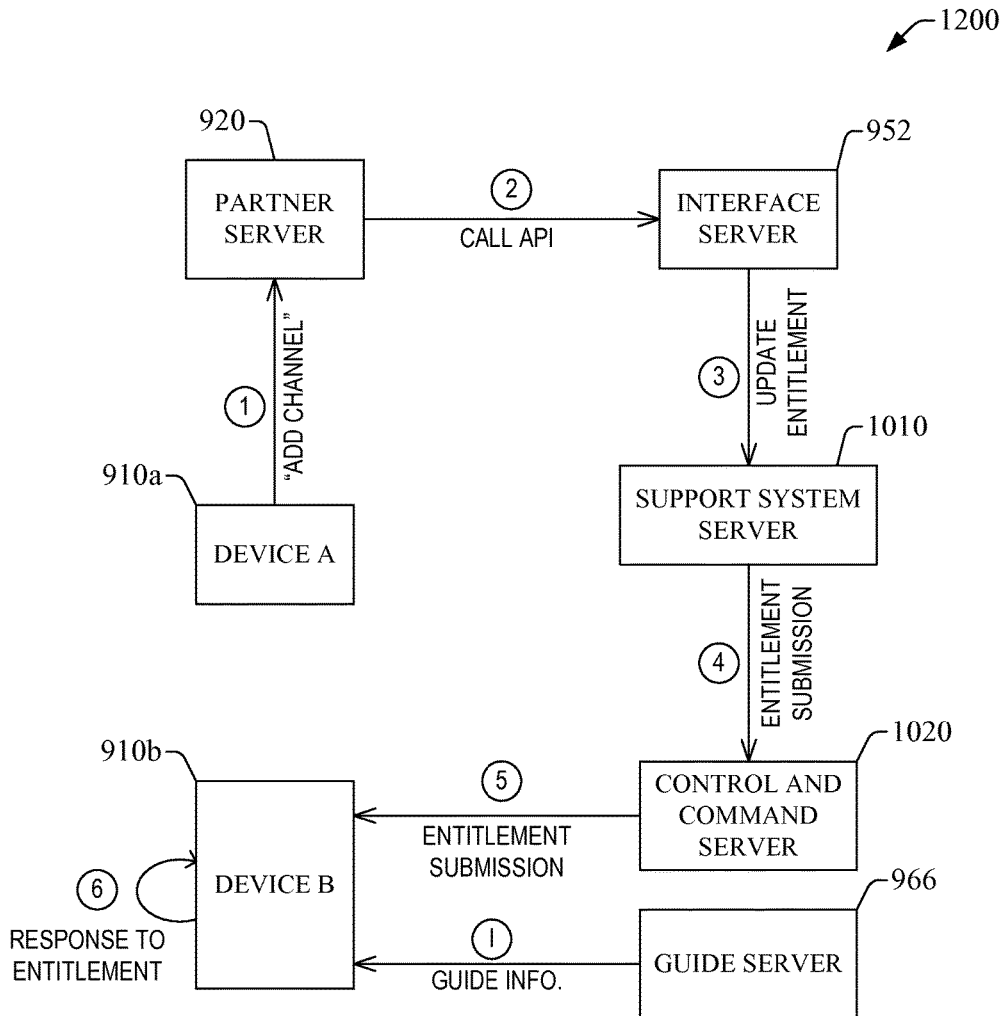 1200
920
PARTNER
SERVER
2
CALL API
952
INTERFACE
SERVER
1
"ADD CHANNEL"
3
UPDATE
ENTITLEMENT
910a
DEVICE A
1010
SUPPORT SYSTEM
SERVER
4
ENTITLEMENT
SUBMISSION
910b
DEVICE B
5
ENTITLEMENT
SUBMISSION
1020
CONTROL AND
COMMAND
SERVER
6
RESPONSE TO
ENTITLEMENT
I
GUIDE INFO.
966
GUIDE SERVER